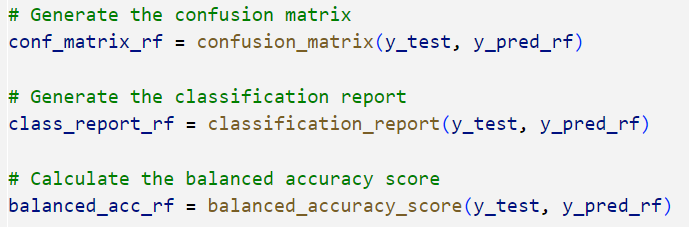 # Generate the confusion matrix
conf_matrix_rf = confusion_matrix(y_test, y_pred_rf)
# Generate the classification report
class_report_rf = classification_report(y_test, y_pred_rf)
# Calculate the balanced accuracy score
balanced_acc_rf = balanced_accuracy_score(y_test, y_pred_rf)